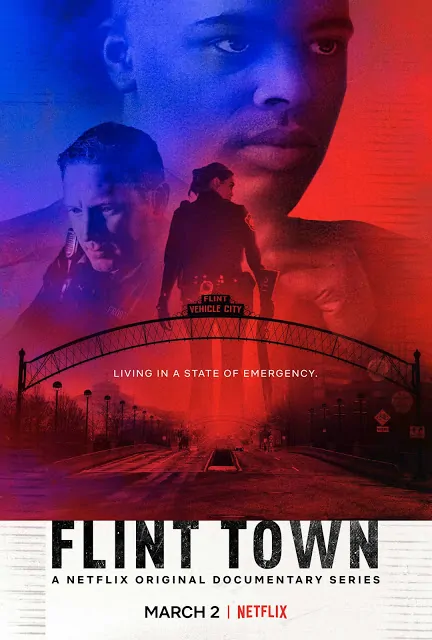 FLINT
VEHICLE CITY
LIVING IN A STATE OF EMERGENCY.
FLINT TOWN
A NETFLIX ORIGINAL DOCUMENTARY SERIES
MARCH 2 | NETFLIX